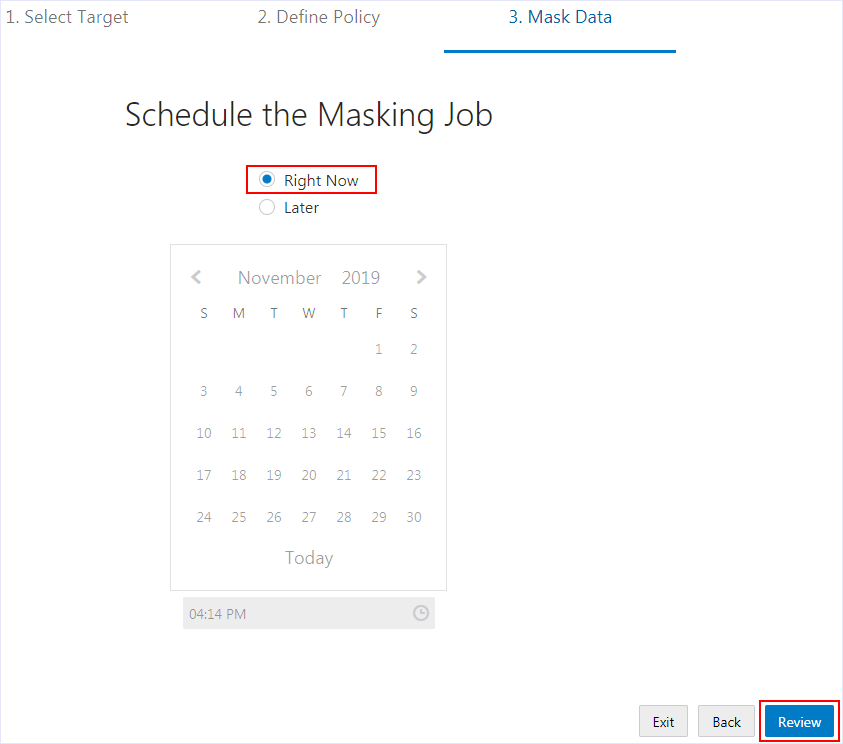 1. Select Target 2. Define Policy 3. Mask Data
Schedule the Masking Job
Right Now
Later
November 2019
S M T W T F S
1 2
3 4 5 6 7 8 9
10 11 12 13 14 15 16
17 18 19 20 21 22 23
24 25 26 27 28 29 30
Today
04:14 PM
Exit Back Review